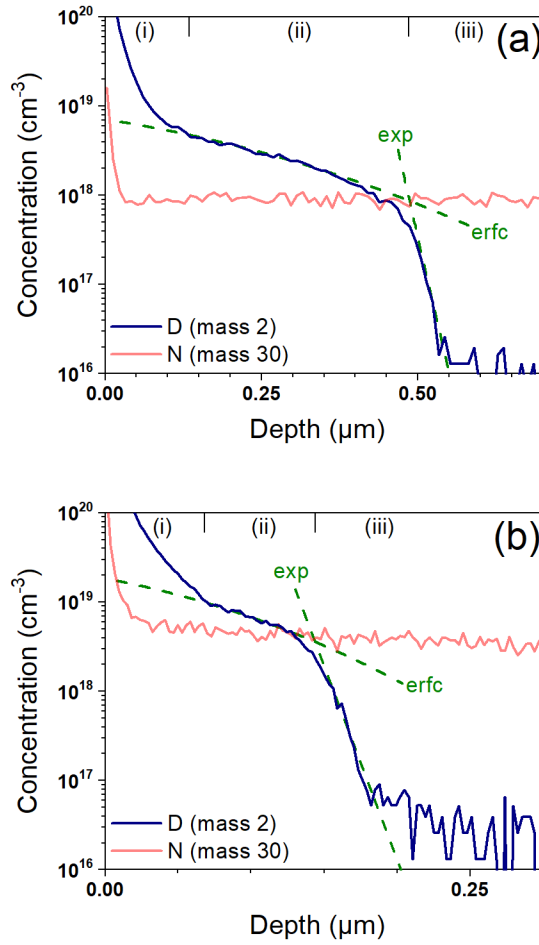 (i) (ii) (iii)
(a)
10²⁰
10¹⁹
10¹⁸
10¹⁷
10¹⁶
Concentration (cm⁻³)
exp
erfc
D (mass 2)
N (mass 30)
0.00 0.25 0.50
Depth (µm)
(i) (ii) (iii)
(b)
10²⁰
10¹⁹
10¹⁸
10¹⁷
10¹⁶
Concentration (cm⁻³)
exp
erfc
D (mass 2)
N (mass 30)
0.00 0.25
Depth (µm)